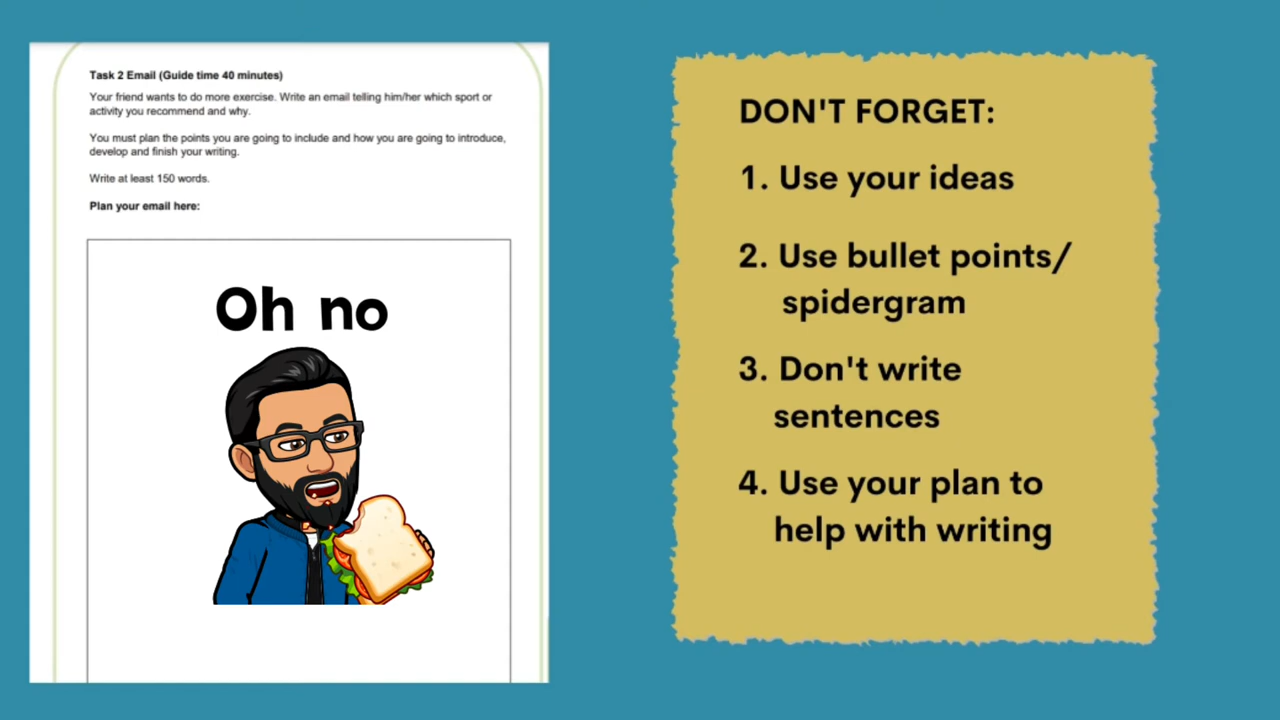 Task 2 Email (Guide time 40 minutes)
Your friend wants to do more exercise. Write an email telling him/her which sport or
activity you recommend and why.
You must plan the points you are going to include and how you are going to introduce,
develop and finish your writing.
Write at least 150 words.
Plan your email here:
Oh no
DON'T FORGET:
1. Use your ideas
2. Use bullet points/
spidergram
3. Don't write
sentences
4. Use your plan to
help with writing